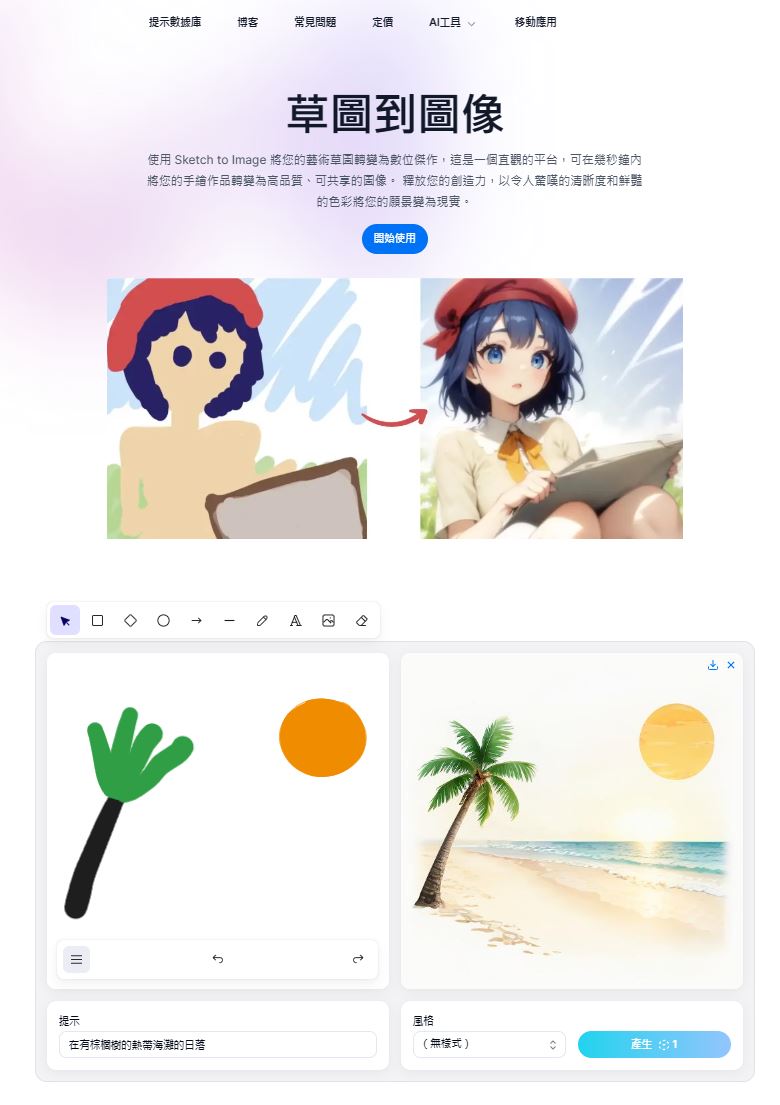 提示數據庫 博客 常見問題 定價 AI工具 移動應用
草圖到圖像
使用 Sketch to Image 將您的藝術草圖轉變為數位傑作，這是一個直觀的平台，可在幾秒鐘內
將您的手繪作品轉變為高品質、可共享的圖像。 釋放您的創造力，以令人驚嘆的清晰度和鮮豔
的色彩將您的願景變為現實。
開始使用
A
提示
在有棕櫚樹的熱帶海灘的日落
風格
（無樣式）
產生 1